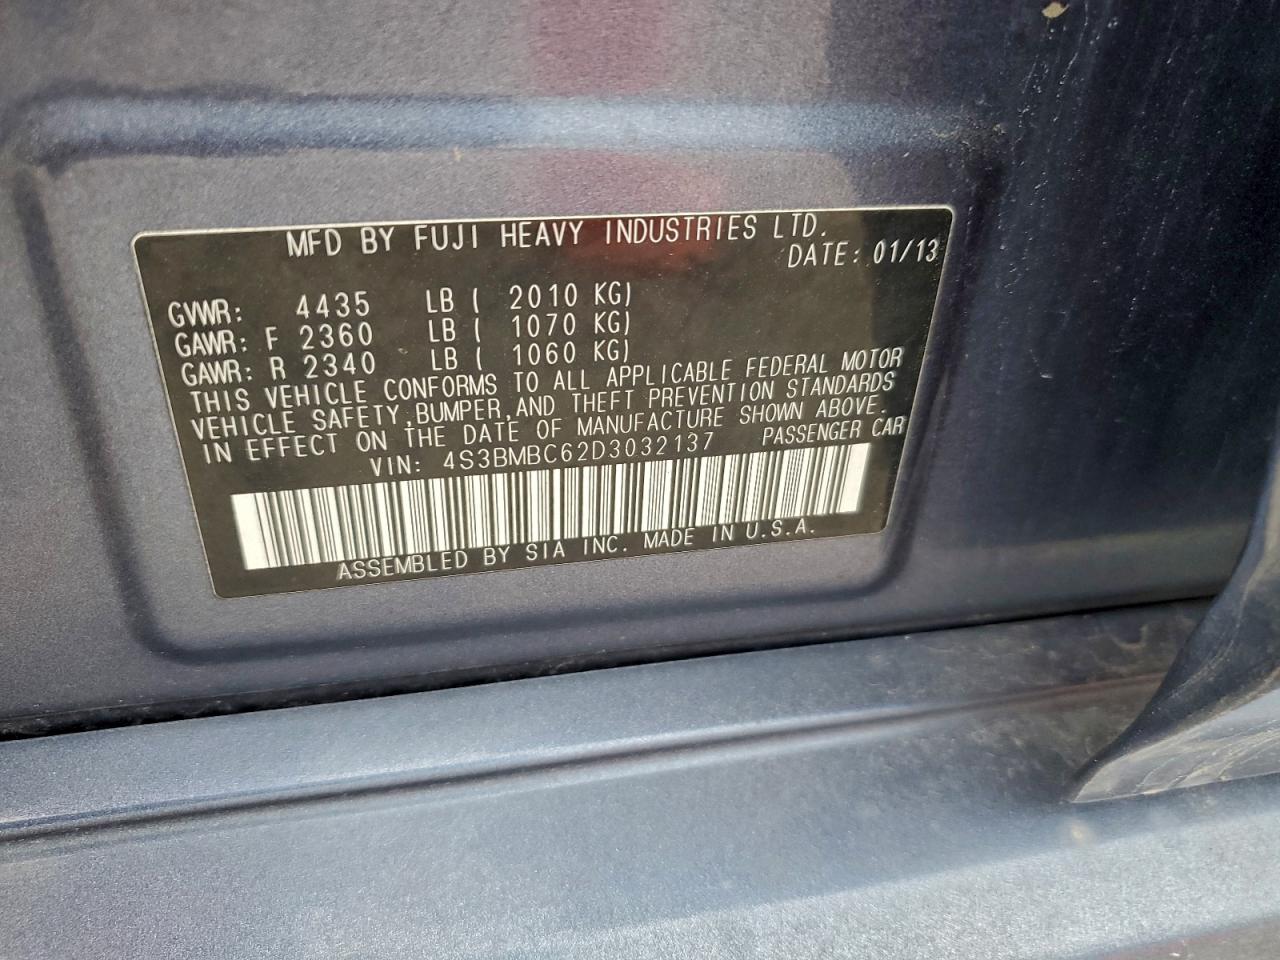 MFD BY FUJI HEAVY INDUSTRIES LTD.
DATE: 01/13
GVWR: 4435 LB ( 2010 KG)
GAWR: F 2360 LB ( 1070 KG)
GAWR: R 2340 LB ( 1060 KG)
THIS VEHICLE CONFORMS TO ALL APPLICABLE FEDERAL MOTOR
VEHICLE SAFETY,BUMPER,AND THEFT PREVENTION STANDARDS
IN EFFECT ON THE DATE OF MANUFACTURE SHOWN ABOVE.
VIN: 4S3BMBC62D3032137 PASSENGER CAR
ASSEMBLED BY SIA INC. MADE IN U.S.A.